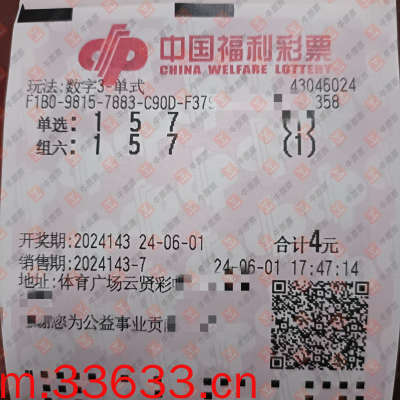 中国福利彩票
CHINA WELFARE LOTTERY
玩法:数字3-单式 43046024
F1B0-9815-7883-C90D-F379 358
单选: 1 5 7 (1)
组六: 1 5 7 (1)
开奖期:2024143 24-06-01 合计4元
销售期:2024143-7 24-06-01 17:47:14
地址:体育广场云贤彩
感谢您为公益事业贡
m.33633.cn